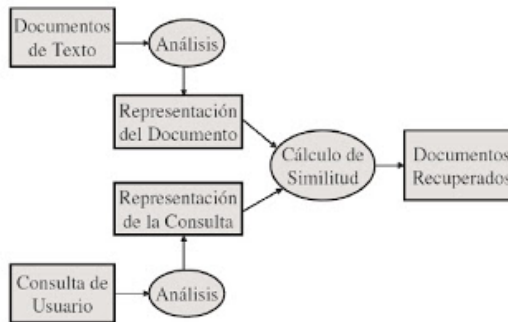 Documentos
de Texto
Análisis
Representación
del Documento
Cálculo de
Similitud
Documentos
Recuperados
Representación
de la Consulta
Consulta de
Usuario
Análisis